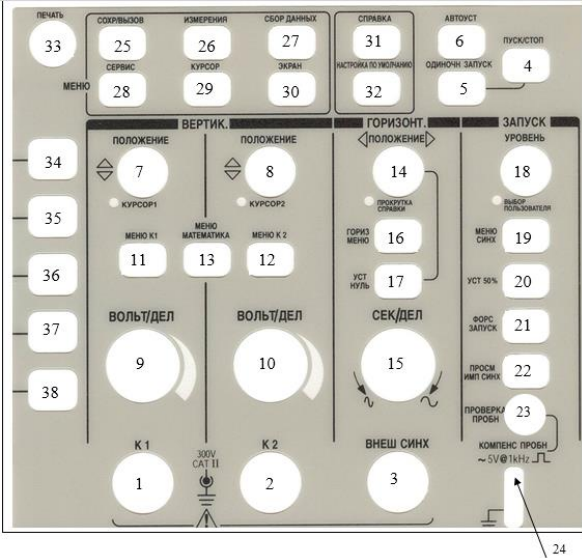 ПЕЧАТЬ
33
СОХР/ВЫЗОВ
25
ИЗМЕРЕНИЯ
26
СБОР ДАННЫХ
27
СПРАВКА
31
АВТОУСТ
6
ПУСК/СТОП
4
МЕНЮ
СЕРВИС
28
КУРСОР
29
ЭКРАН
30
НАСТРОЙКА ПО УМОЛЧАНИЮ
32
ОДИНОЧН ЗАПУСК
5
ВЕРТИК.
ГОРИЗОНТ.
ЗАПУСК
34
35
36
37
38
ПОЛОЖЕНИЕ
7
КУРСОР1
ПОЛОЖЕНИЕ
8
КУРСОР2
ПОЛОЖЕНИЕ
14
ПРОКРУТКА
СПРАВКИ
УРОВЕНЬ
18
ВЫБОР
ПОЛЬЗОВАТЕЛЯ
МЕНЮ К1
11
МЕНЮ
МАТЕМАТИКА
13
МЕНЮ К 2
12
ГОРИЗ
МЕНЮ
16
УСТ
НУЛЬ
17
МЕНЮ
СИНХ
19
УСТ 50%
20
ФОРС
ЗАПУСК
21
ПРОСМ
ИМП СИНХ
22
ПРОВЕРКА
ПРОБН
23
ВОЛЬТ/ДЕЛ
9
ВОЛЬТ/ДЕЛ
10
СЕК/ДЕЛ
15
К 1
1
300V
CAT II
К 2
2
ВНЕШ СИНХ
3
КОМПЕНС ПРОБН
~5V@1kHz
24